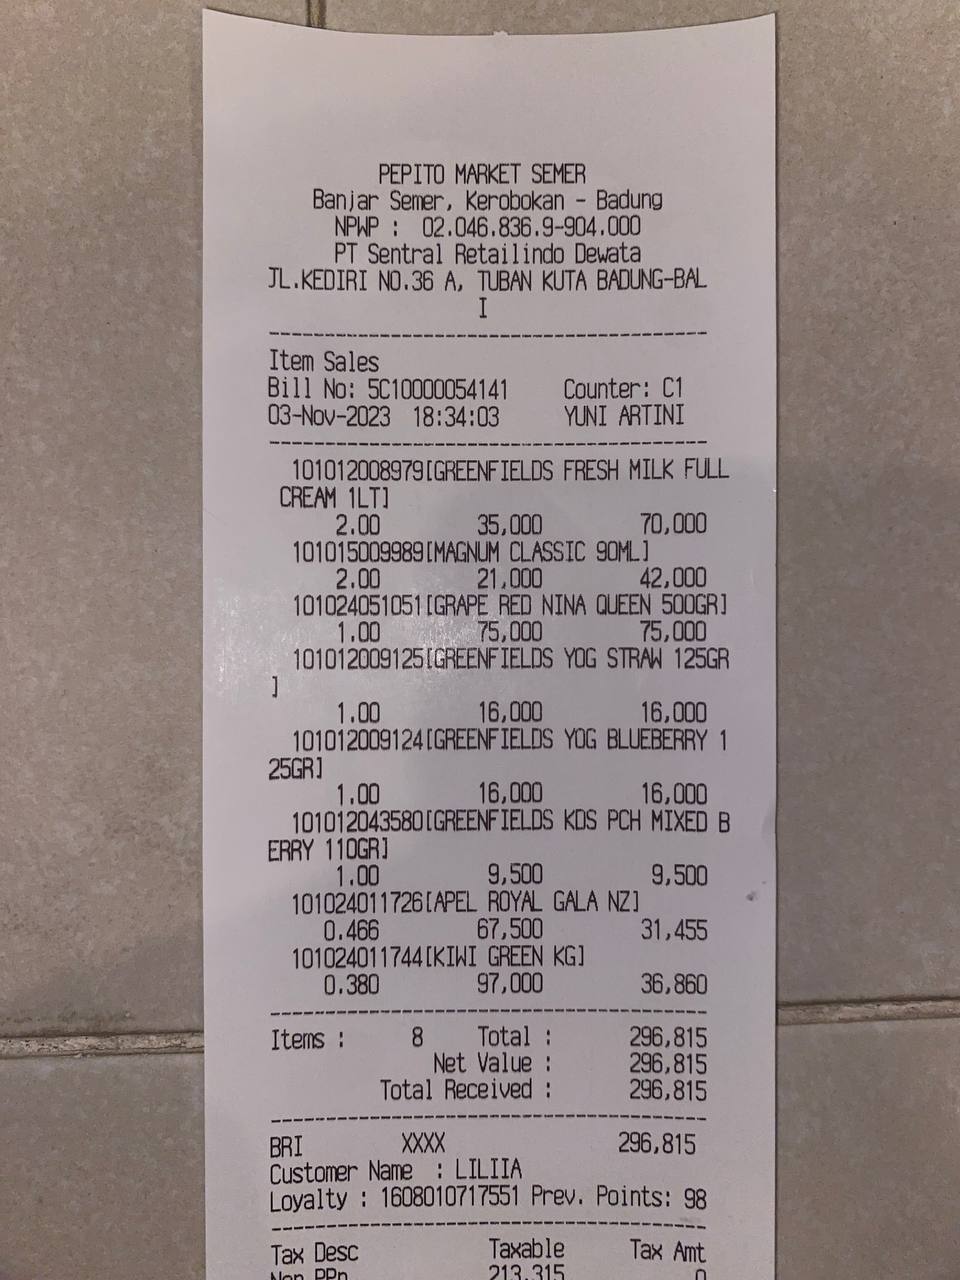 PEPITO MARKET SEMER
Banjar Semer, Kerobokan - Badung
NPWP : 02.046.836.9-904.000
PT Sentral Retailindo Dewata
JL.KEDIRI NO.36 A, TUBAN KUTA BADUNG-BAL
I
----------------------------------------
Item Sales
Bill No: 5C10000054141 Counter: C1
03-Nov-2023 18:34:03 YUNI ARTINI
----------------------------------------
101012008979[GREENFIELDS FRESH MILK FULL
CREAM 1LT]
2.00 35,000 70,000
101015009989[MAGNUM CLASSIC 90ML]
2.00 21,000 42,000
101024051051[GRAPE RED NINA QUEEN 500GR]
1.00 75,000 75,000
101012009125[GREENFIELDS YOG STRAW 125GR
]
1.00 16,000 16,000
101012009124[GREENFIELDS YOG BLUEBERRY 1
25GR]
1.00 16,000 16,000
101012043580[GREENFIELDS KDS PCH MIXED B
ERRY 110GR]
1.00 9,500 9,500
101024011726[APEL ROYAL GALA NZ]
0.466 67,500 31,455
101024011744[KIWI GREEN KG]
0.380 97,000 36,860
----------------------------------------
Items : 8 Total : 296,815
Net Value : 296,815
Total Received : 296,815
----------------------------------------
BRI XXXX 296,815
Customer Name : LILIIA
Loyalty : 1608010717551 Prev. Points: 98
----------------------------------------
Tax Desc Taxable Tax Amt
Non PPn 213,315 0